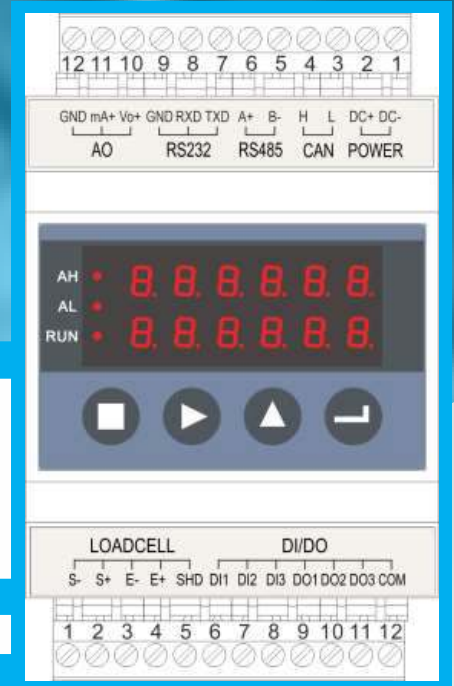 12 11 10 9 8 7 6 5 4 3 2 1
GND mA+ Vo+ GND RXD TXD A+ B- H L DC+ DC-
AO RS232 RS485 CAN POWER
AH 8. 8. 8. 8. 8. 8.
AL
RUN 8. 8. 8. 8. 8. 8.
LOADCELL DI/DO
S- S+ E- E+ SHD DI1 DI2 DI3 DO1 DO2 DO3 COM
1 2 3 4 5 6 7 8 9 10 11 12